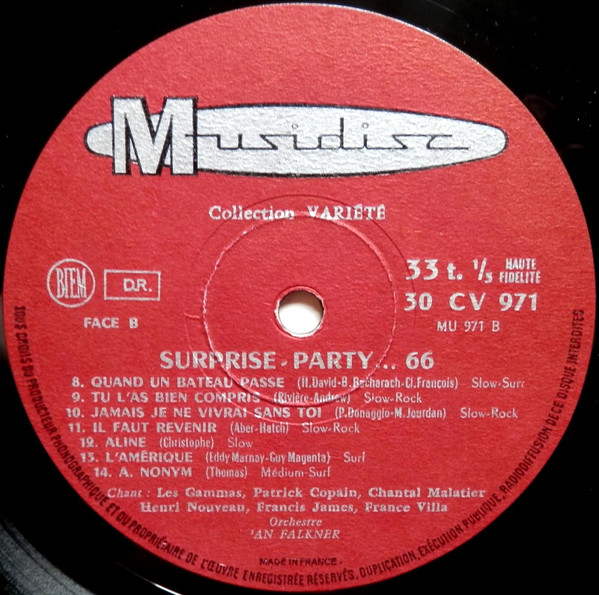 Musidisc
Collection VARIÉTÉ
BIEM D.R.
FACE B
33 t. 1/3 HAUTE FIDELITÉ
30 CV 971
MU 971 B
SURPRISE-PARTY... 66
8. QUAND UN BATEAU PASSE (H.David-B.Bacharach-Cl.François) Slow-Surf
9. TU L'AS BIEN COMPRIS (Rivière-Andrew) Slow-Rock
10. JAMAIS JE NE VIVRAI SANS TOI (P.Donaggio-M.Jourdan) Slow-Rock
11. IL FAUT REVENIR (Aber-Hatch) Slow-Rock
12. ALINE (Christophe) Slow
13. L'AMÉRIQUE (Eddy Marnay-Guy Magenta) Surf
14. A. NONYM (Thomas) Médium-Surf
Chant : Les Gammas, Patrick Copain, Chantal Malatier
Henri Nouveau, Francis James, France Villa
Orchestre
'AN FALKNER
MADE IN FRANCE
TOUS DROITS DU PRODUCTEUR PHONOGRAPHIQUE ET DU PROPRIÉTAIRE DE L'ŒUVRE ENREGISTRÉE RÉSERVÉS. DUPLICATION, EXÉCUTION PUBLIQUE, RADIODIFFUSION DE CE DISQUE INTERDITES